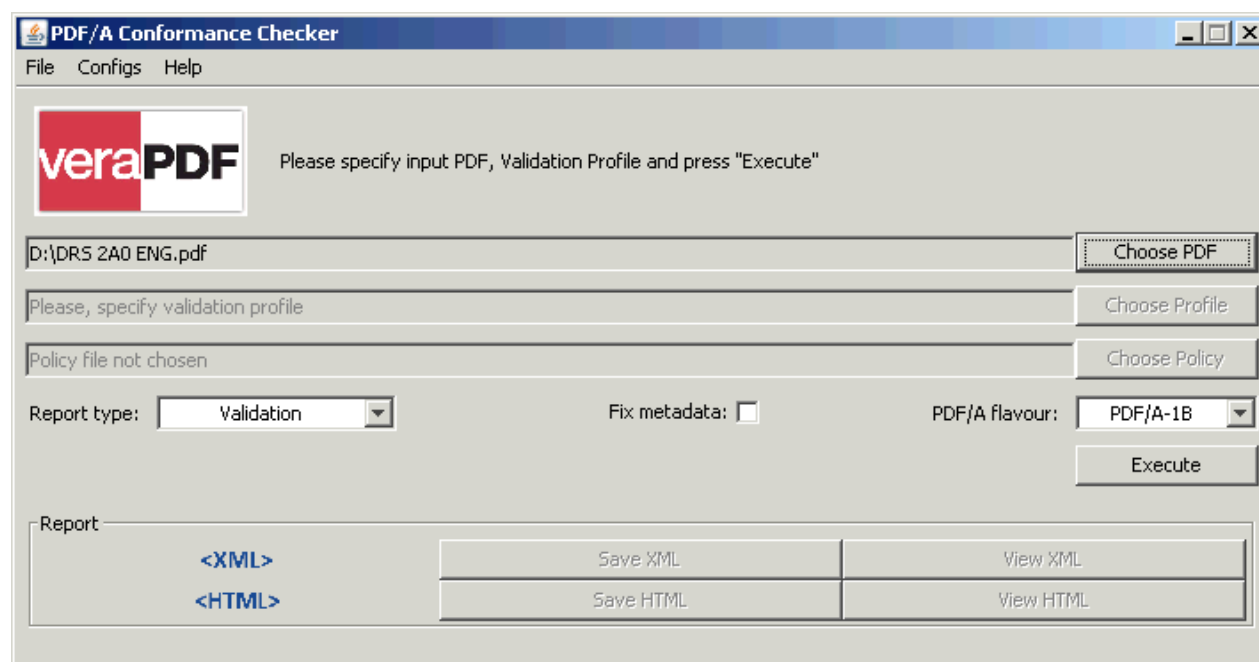 PDF/A Conformance Checker
File Configs Help
veraPDF
Please specify input PDF, Validation Profile and press "Execute"
D:\DRS 2A0 ENG.pdf
Choose PDF
Please, specify validation profile
Choose Profile
Policy file not chosen
Choose Policy
Report type: Validation Fix metadata: PDF/A flavour: PDF/A-1B
Execute
Report
<XML> Save XML View XML
<HTML> Save HTML View HTML